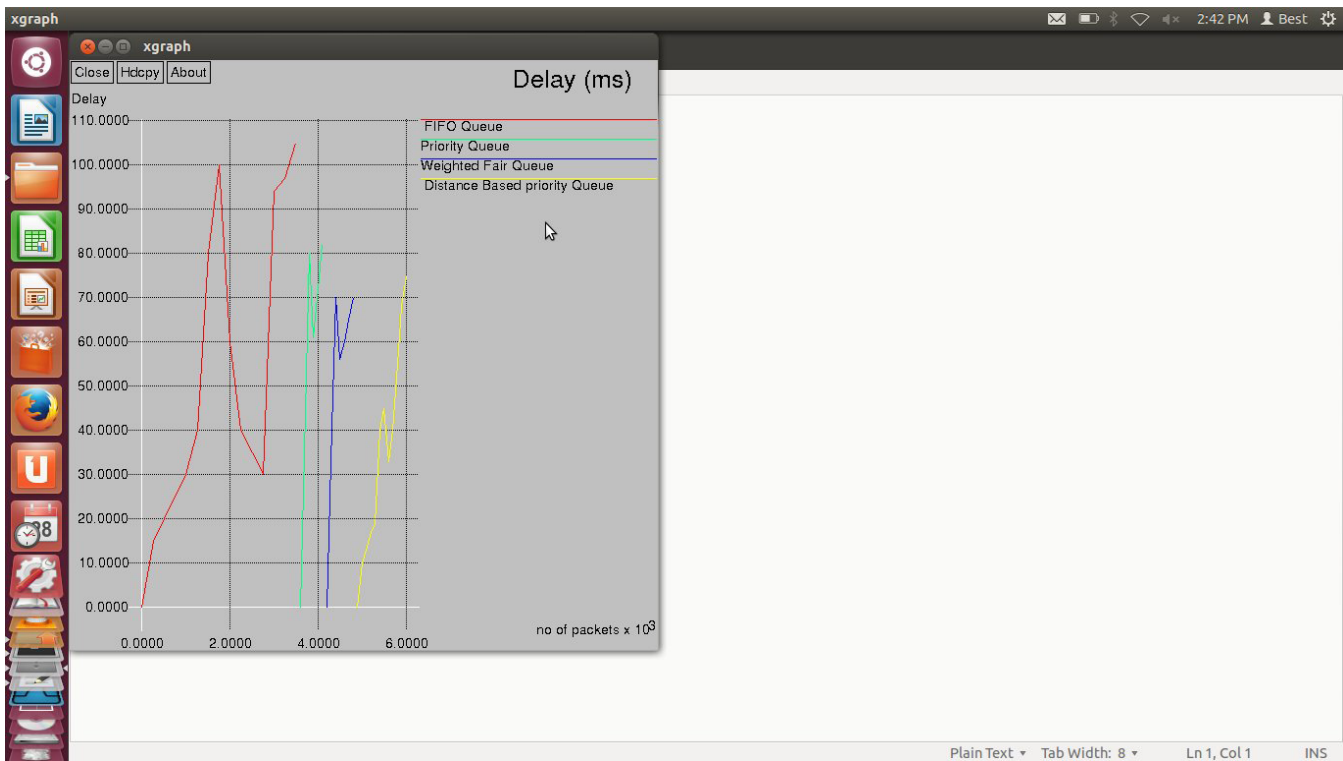 xgraph
2:42 PM Best
xgraph
Close Hdcpy About
Delay (ms)
Delay
110.0000
100.0000
90.0000
80.0000
70.0000
60.0000
50.0000
40.0000
30.0000
20.0000
10.0000
0.0000
FIFO Queue
Priority Queue
Weighted Fair Queue
Distance Based priority Queue
no of packets x 10³
0.0000 2.0000 4.0000 6.0000
Plain Text Tab Width: 8 Ln 1, Col 1 INS